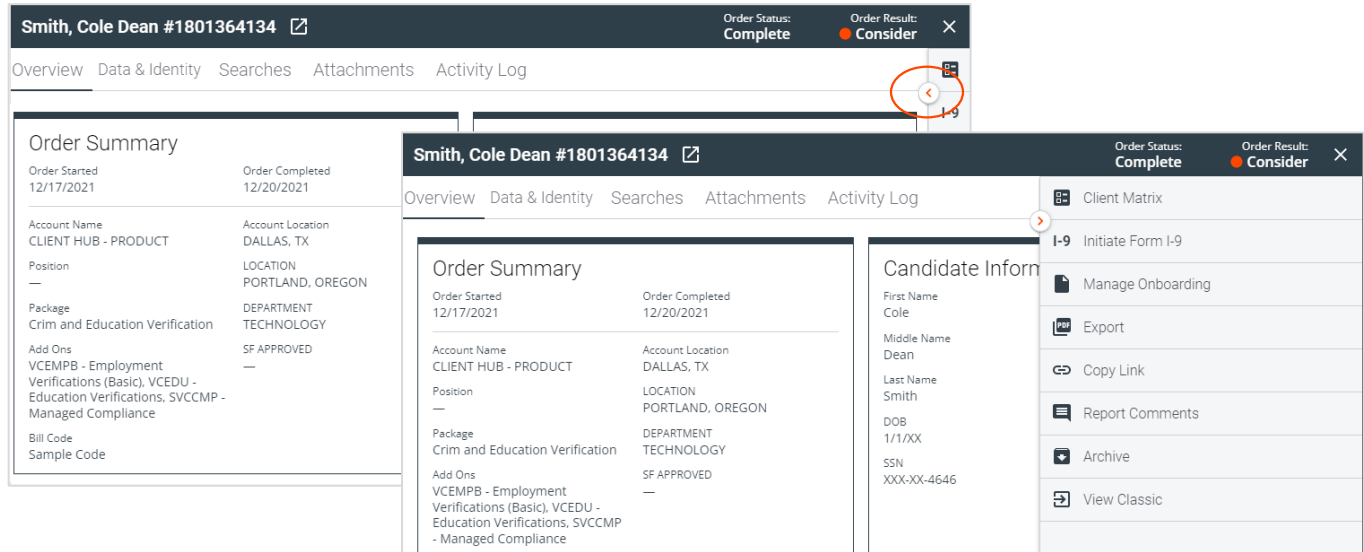 Smith, Cole Dean #1801364134
Order Status:
Complete
Order Result:
Consider
Overview Data & Identity Searches Attachments Activity Log
I-9
Order Summary
Order Started
12/17/2021
Order Completed
12/20/2021
Account Name
CLIENT HUB - PRODUCT
Account Location
DALLAS, TX
Position
—
LOCATION
PORTLAND, OREGON
Package
Crim and Education Verification
DEPARTMENT
TECHNOLOGY
Add Ons
VCEMPB - Employment
Verifications (Basic), VCEDU -
Education Verifications, SVCCMP -
Managed Compliance
SF APPROVED
—
Bill Code
Sample Code
Smith, Cole Dean #1801364134
Order Status:
Complete
Order Result:
Consider
Overview Data & Identity Searches Attachments Activity Log
Order Summary
Order Started
12/17/2021
Order Completed
12/20/2021
Account Name
CLIENT HUB - PRODUCT
Account Location
DALLAS, TX
Position
—
LOCATION
PORTLAND, OREGON
Package
Crim and Education Verification
DEPARTMENT
TECHNOLOGY
Add Ons
VCEMPB - Employment
Verifications (Basic), VCEDU -
Education Verifications, SVCCMP
- Managed Compliance
SF APPROVED
—
Candidate Inform
First Name
Cole
Middle Name
Dean
Last Name
Smith
DOB
1/1/XX
SSN
XXX-XX-4646
Client Matrix
I-9 Initiate Form I-9
Manage Onboarding
PDF Export
Copy Link
Report Comments
Archive
View Classic